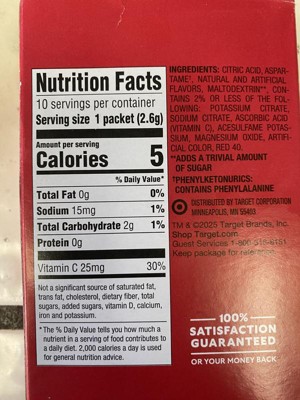 Nutrition Facts
10 servings per container
Serving size 1 packet (2.6g)
Amount per serving
Calories 5
% Daily Value*
Total Fat 0g 0%
Sodium 15mg 1%
Total Carbohydrate 2g 1%
Protein 0g
Vitamin C 25mg 30%
Not a significant source of saturated fat,
trans fat, cholesterol, dietary fiber, total
sugars, added sugars, vitamin D, calcium,
iron and potassium.
*The % Daily Value tells you how much a
nutrient in a serving of food contributes to
a daily diet. 2,000 calories a day is used
for general nutrition advice.
INGREDIENTS: CITRIC ACID, ASPAR-
TAME†, NATURAL AND ARTIFICIAL
FLAVORS, MALTODEXTRIN**, CON-
TAINS 2% OR LESS OF THE FOL-
LOWING: POTASSIUM CITRATE,
SODIUM CITRATE, ASCORBIC ACID
(VITAMIN C), ACESULFAME POTAS-
SIUM, MAGNESIUM OXIDE, ARTIFI-
CIAL COLOR, RED 40.
**ADDS A TRIVIAL AMOUNT
OF SUGAR
†PHENYLKETONURICS:
CONTAINS PHENYLALANINE
DISTRIBUTED BY TARGET CORPORATION
MINNEAPOLIS, MN 55403
TM & ©2025 Target Brands, Inc.
Shop Target.com
Guest Services 1-800-316-6151
Keep package for reference
100%
SATISFACTION
GUARANTEED
OR YOUR MONEY BACK